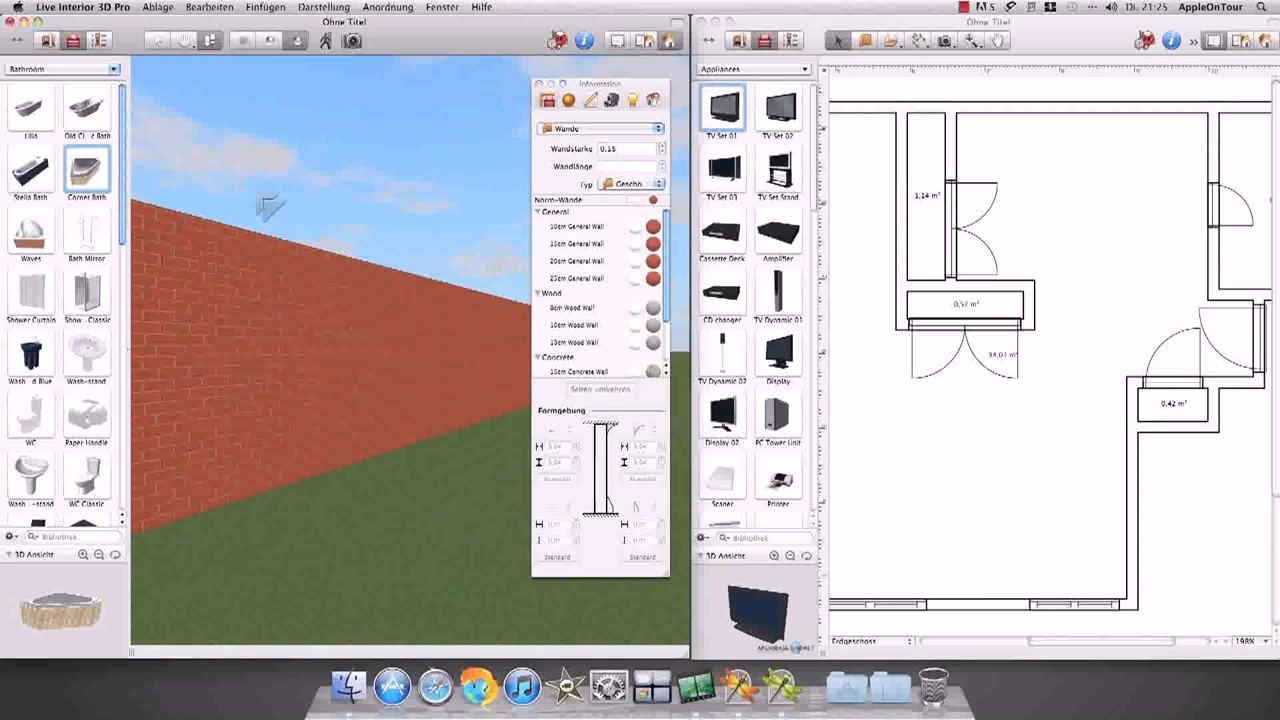 Live Interior 3D Pro Ablage Bearbeiten Einfügen Darstellung Anordnung Fenster Hilfe
5 Di. 21:25 AppleOnTour
Ohne Titel
Ohne Titel
Bathroom
Lilia
Old Cl...c Bath
Stella Bath
Corner Bath
Waves
Bath Mirror
Shower Curtain
Show...Classic
Wash...d Blue
Wash-stand
WC
Paper Handle
Wash...-stand
WC Classic
Bibliothek
3D Ansicht
Information
Wände
Wandstärke 0,15
Wandlänge
Typ Gescho
Norm-Wände:
General
10cm General Wall
15cm General Wall
20cm General Wall
25cm General Wall
Wood
8cm Wood Wall
10cm Wood Wall
Concrete
15cm Concrete Wall
Seiten umkehren
Formgebung
Standard
Standard
Appliances
TV Set 01
TV Set 02
TV Set 03
TV Set Stand
Cassette Deck
Amplifier
CD changer
TV Dynamic 01
TV Dynamic 02
Display
Display 02
PC Tower Unit
Scaner
Printer
Bibliothek
3D Ansicht
1,14 m²
0,57 m²
34,01 m²
0,42 m²
Erdgeschoss
198%